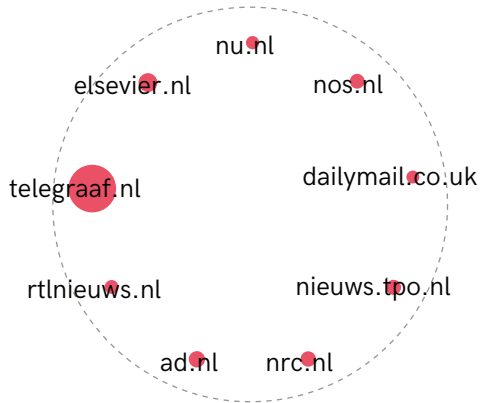 nu.nl
elsevier.nl
nos.nl
telegraaf.nl
dailymail.co.uk
rtlnieuws.nl
nieuws.tpo.nl
ad.nl
nrc.nl